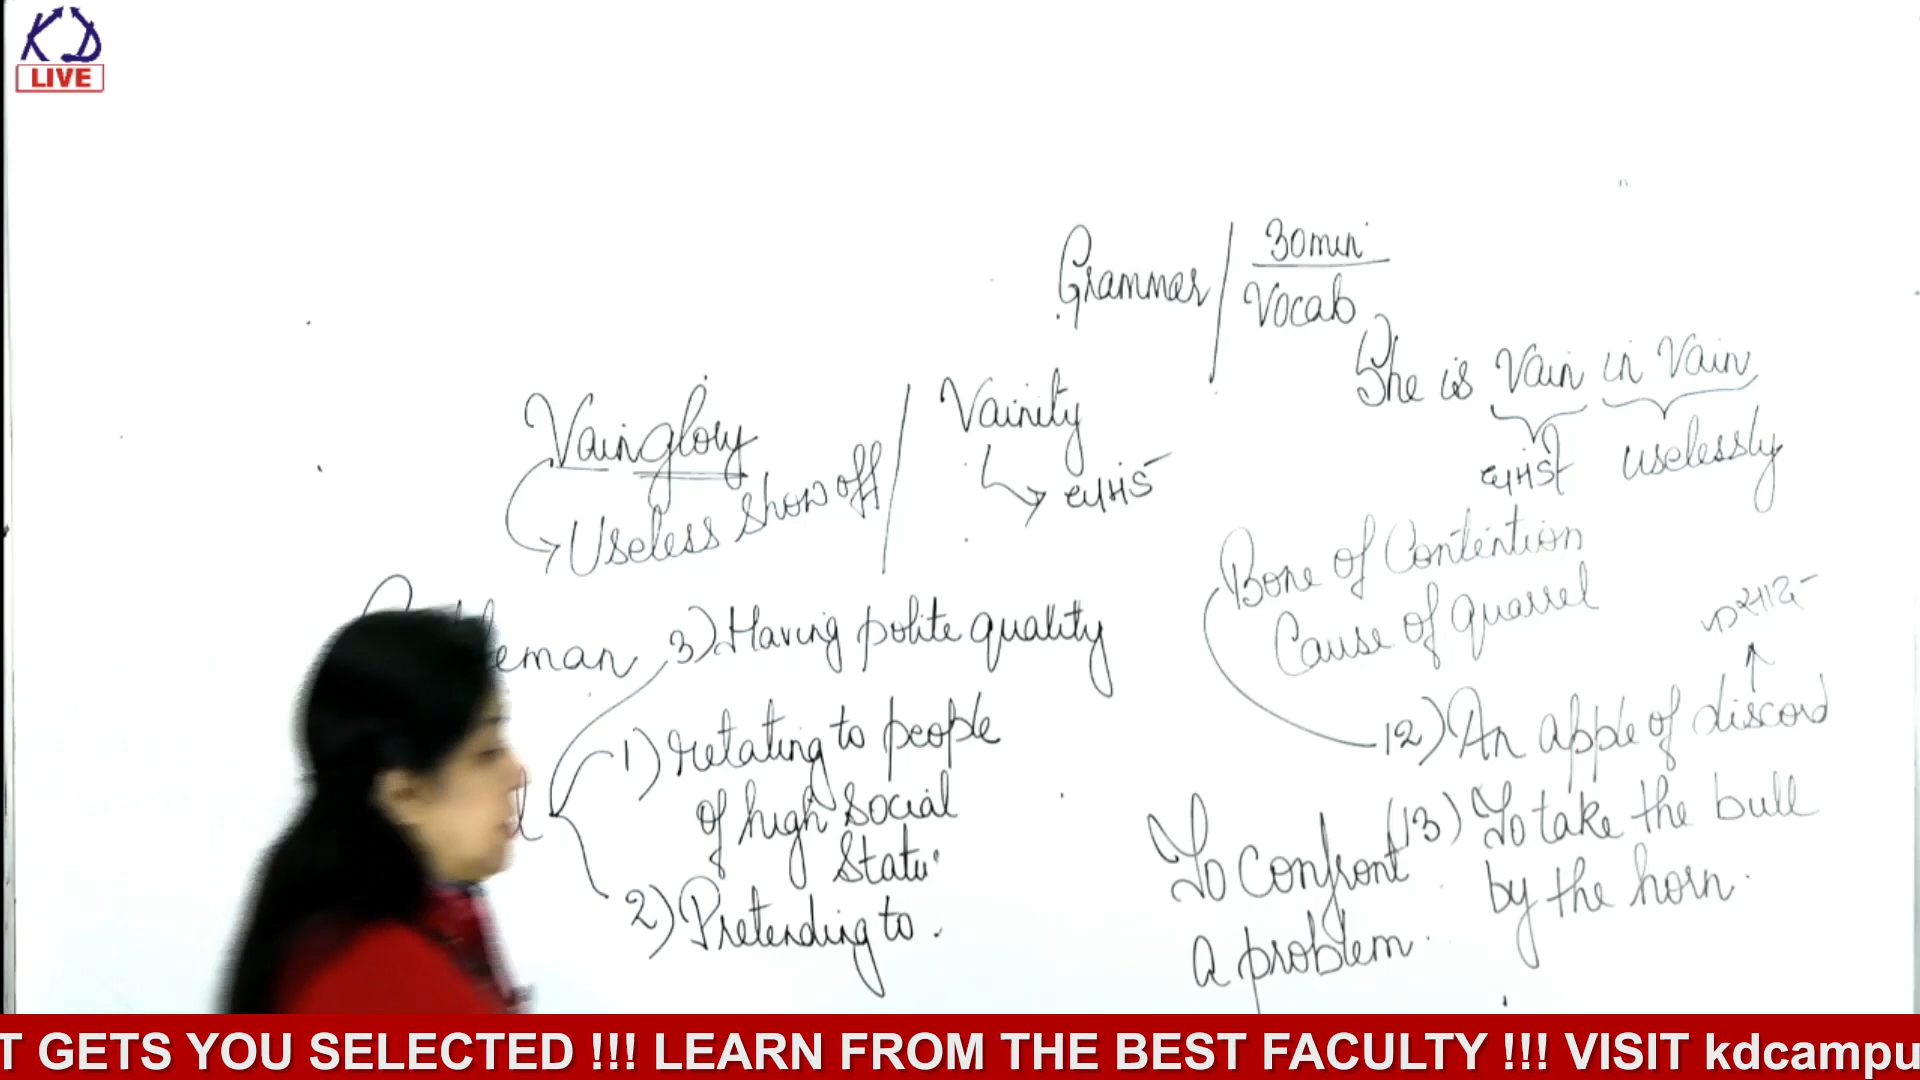 KD
LIVE
Grammar / 30min
Vocab
She is Vain in Vain
घमंडी uselessly
Vainglory / Vainity
Useless show off
घमंड
Bone of Contention
Cause of quarrel
eman 3) Having polite quality
1) relating to people
of high Social
Statu
2) Pretending to.
12) An apple of discord
(13) To take the bull
by the horn.
To Confront
a problem.
T GETS YOU SELECTED !!! LEARN FROM THE BEST FACULTY !!! VISIT kdcampu